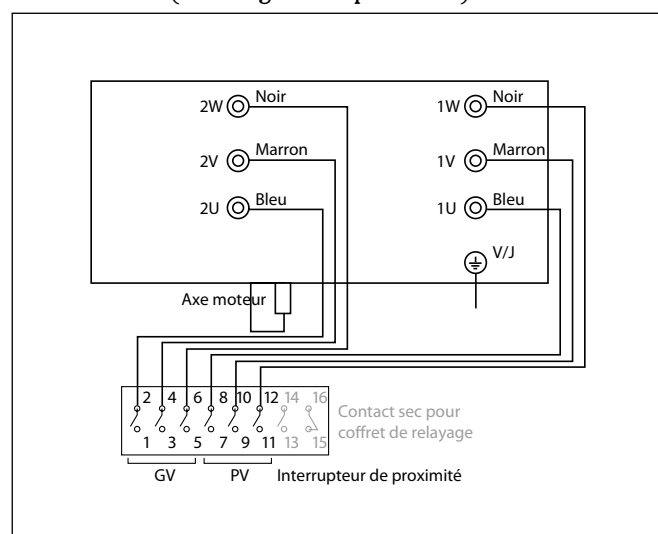 2W Noir 1W Noir
2V Marron 1V Marron
2U Bleu 1U Bleu
V/J
Axe moteur
2 4 6 8 10 12 14 16
Contact sec pour
coffret de relayage
1 3 5 7 9 11 13 15
GV PV Interrupteur de proximité